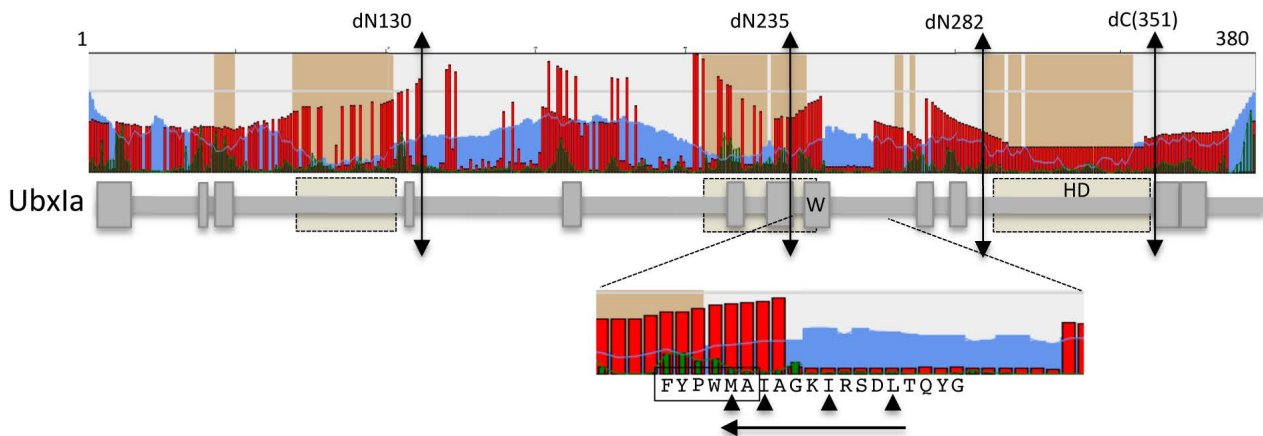 dN130 dN235 dN282 dC(351)
1 380
UbxIa W HD
FYPWMAIAGKIRSDLTQYG